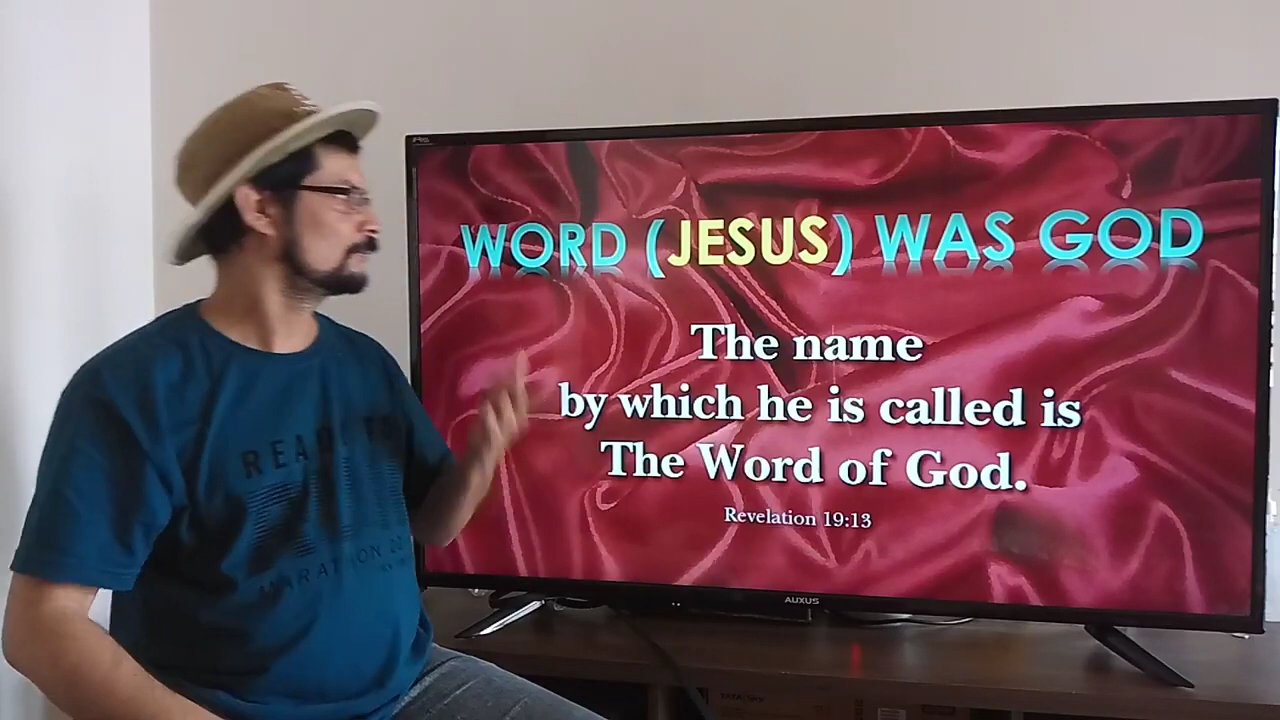 WORD (JESUS) WAS GOD
The name
by which he is called is
The Word of God.
Revelation 19:13
AUXUS
MARATHON